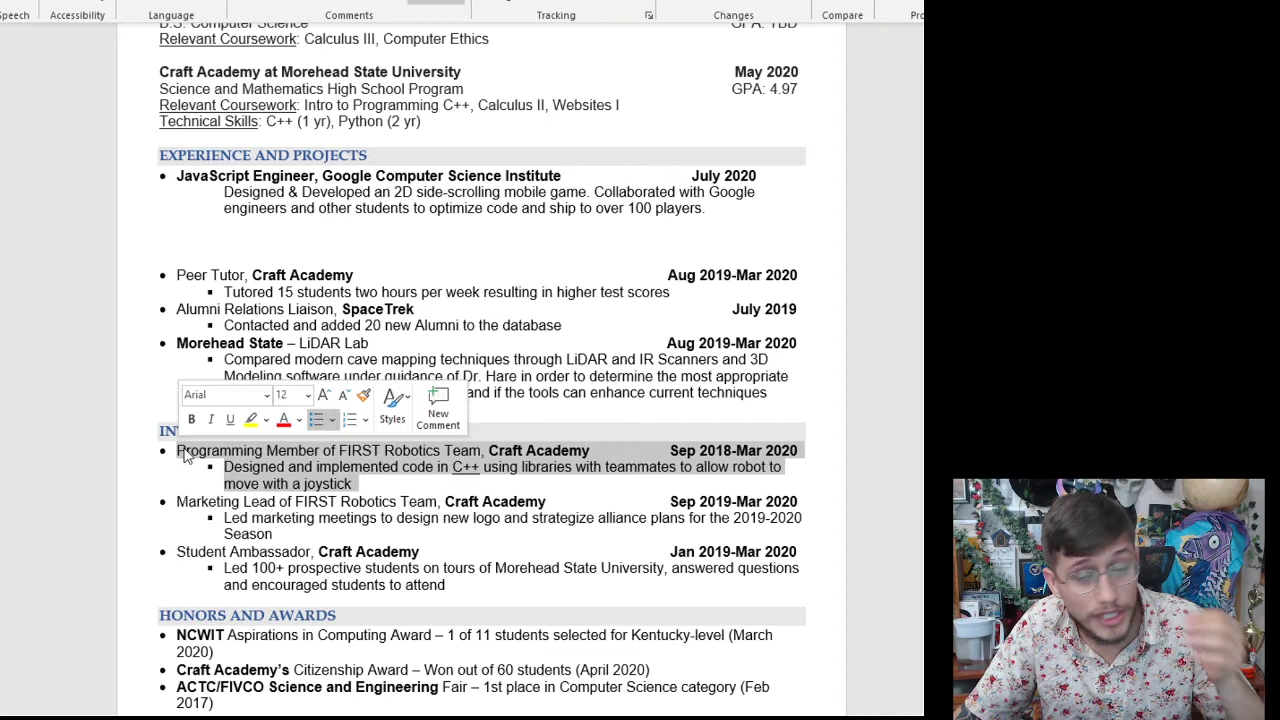 Speech
Accessibility
Language
Comments
Tracking
Changes
Compare
B.S. Computer Science GPA: TBD
Relevant Coursework: Calculus III, Computer Ethics
Craft Academy at Morehead State University May 2020
Science and Mathematics High School Program GPA: 4.97
Relevant Coursework: Intro to Programming C++, Calculus II, Websites I
Technical Skills: C++ (1 yr), Python (2 yr)
EXPERIENCE AND PROJECTS
• JavaScript Engineer, Google Computer Science Institute July 2020
Designed & Developed an 2D side-scrolling mobile game. Collaborated with Google
engineers and other students to optimize code and ship to over 100 players.
• Peer Tutor, Craft Academy Aug 2019-Mar 2020
▪ Tutored 15 students two hours per week resulting in higher test scores
• Alumni Relations Liaison, SpaceTrek July 2019
▪ Contacted and added 20 new Alumni to the database
• Morehead State – LiDAR Lab Aug 2019-Mar 2020
▪ Compared modern cave mapping techniques through LiDAR and IR Scanners and 3D
Modeling software under guidance of Dr. Hare in order to determine the most appropriate
and if the tools can enhance current techniques
Arial 12
Styles
New
Comment
• Programming Member of FIRST Robotics Team, Craft Academy Sep 2018-Mar 2020
▪ Designed and implemented code in C++ using libraries with teammates to allow robot to
move with a joystick
• Marketing Lead of FIRST Robotics Team, Craft Academy Sep 2019-Mar 2020
▪ Led marketing meetings to design new logo and strategize alliance plans for the 2019-2020
Season
• Student Ambassador, Craft Academy Jan 2019-Mar 2020
▪ Led 100+ prospective students on tours of Morehead State University, answered questions
and encouraged students to attend
HONORS AND AWARDS
• NCWIT Aspirations in Computing Award – 1 of 11 students selected for Kentucky-level (March
2020)
• Craft Academy’s Citizenship Award – Won out of 60 students (April 2020)
• ACTC/FIVCO Science and Engineering Fair – 1st place in Computer Science category (Feb
2017)